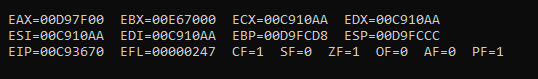 EAX=00D97F00 EBX=00E67000 ECX=00C910AA EDX=00C910AA
ESI=00C910AA EDI=00C910AA EBP=00D9FCD8 ESP=00D9FCCC
EIP=00C93670 EFL=00000247 CF=1 SF=0 ZF=1 OF=0 AF=0 PF=1